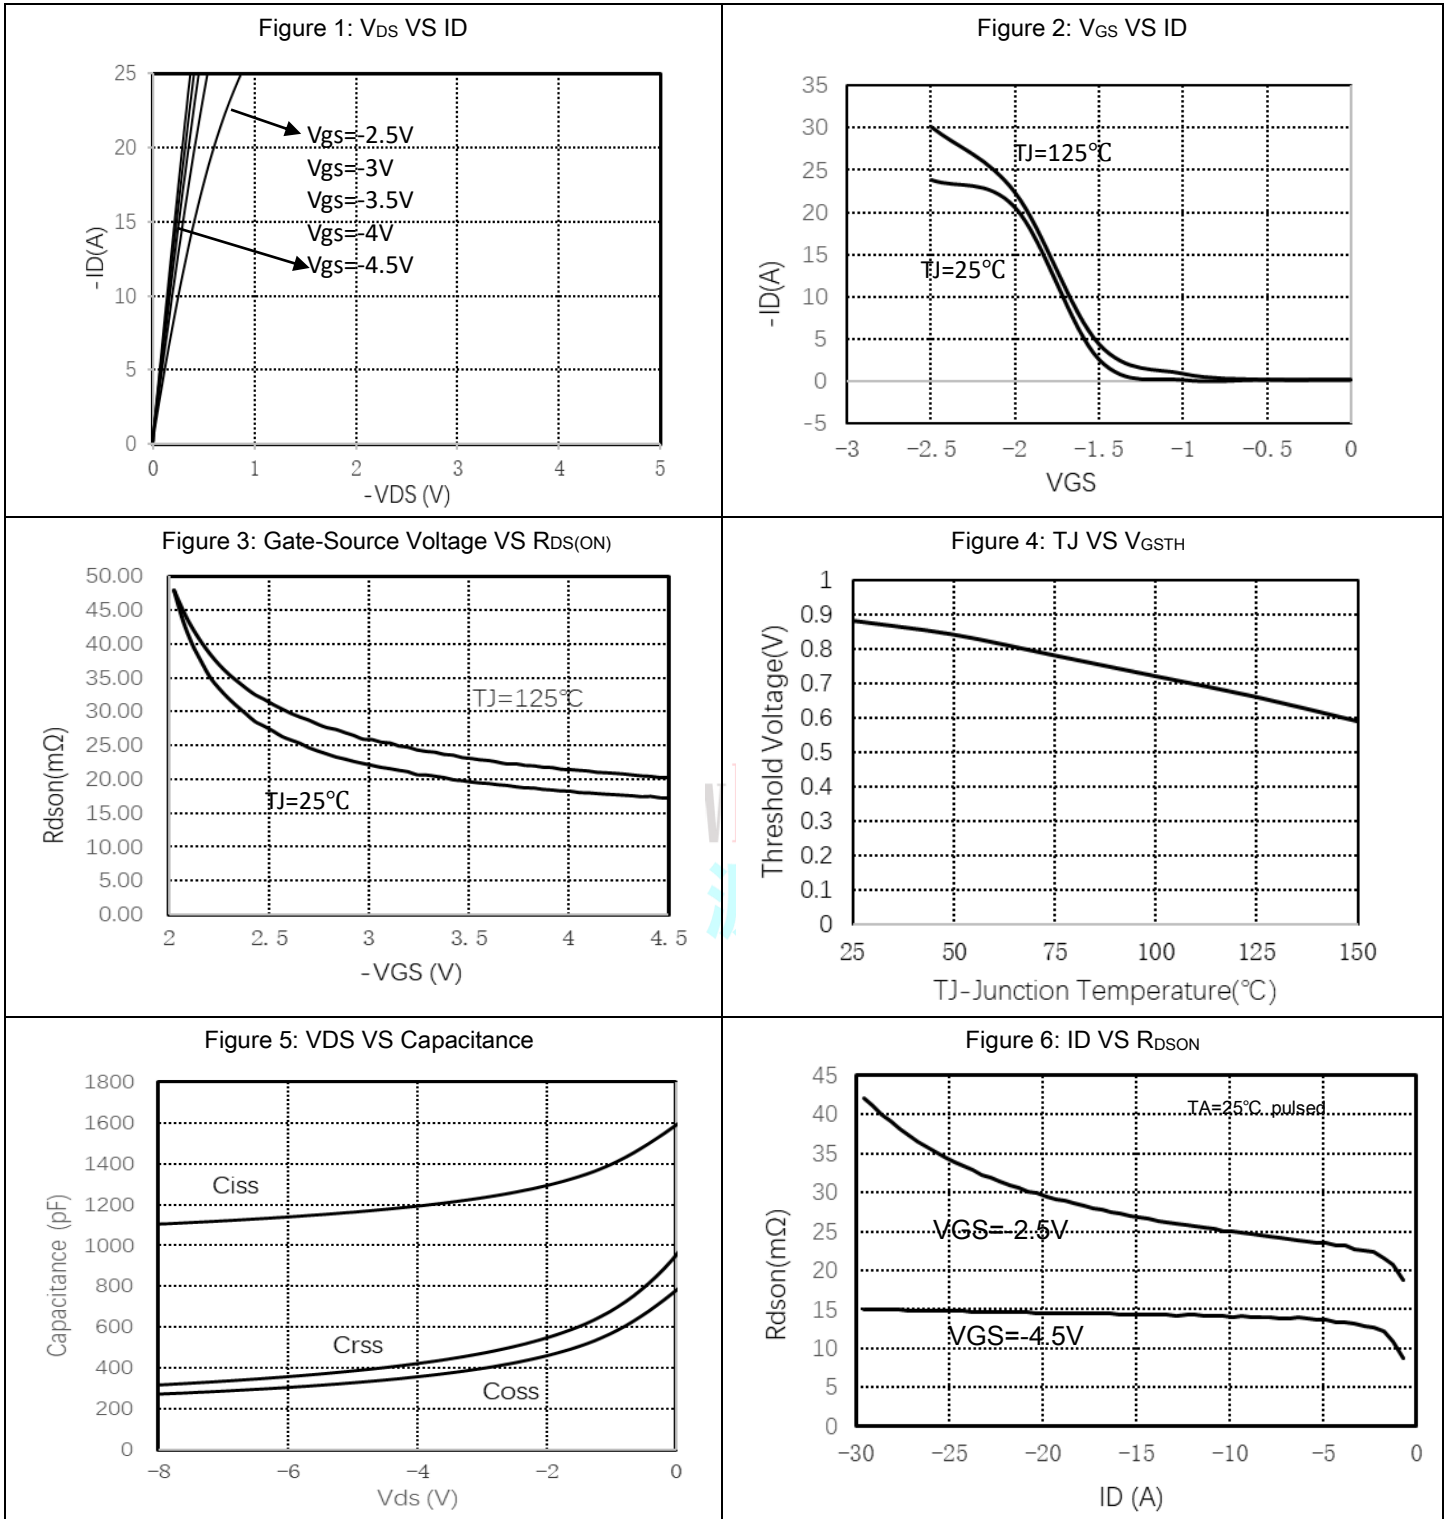 Figure 1: VDS VS ID
25
20
15
10
5
0
-ID(A)
Vgs=-2.5V
Vgs=-3V
Vgs=-3.5V
Vgs=-4V
Vgs=-4.5V
0 1 2 3 4 5
-VDS (V)
Figure 2: VGS VS ID
35
30
25
20
15
10
5
0
-5
-ID(A)
TJ=125℃
TJ=25℃
-3 -2.5 -2 -1.5 -1 -0.5 0
VGS
Figure 3: Gate-Source Voltage VS RDS(ON)
50.00
45.00
40.00
35.00
30.00
25.00
20.00
15.00
10.00
5.00
0.00
Rdson(mΩ)
TJ=125℃
TJ=25℃
2 2.5 3 3.5 4 4.5
-VGS (V)
Figure 4: TJ VS VGSTH
1
0.9
0.8
0.7
0.6
0.5
0.4
0.3
0.2
0.1
0
Threshold Voltage(V)
25 50 75 100 125 150
TJ-Junction Temperature(℃)
Figure 5: VDS VS Capacitance
1800
1600
1400
1200
1000
800
600
400
200
0
Capacitance (pF)
Ciss
Crss
Coss
-8 -6 -4 -2 0
Vds (V)
Figure 6: ID VS RDSON
45
40
35
30
25
20
15
10
5
0
Rdson(mΩ)
TA=25℃ pulsed
VGS=-2.5V
VGS=-4.5V
-30 -25 -20 -15 -10 -5 0
ID (A)